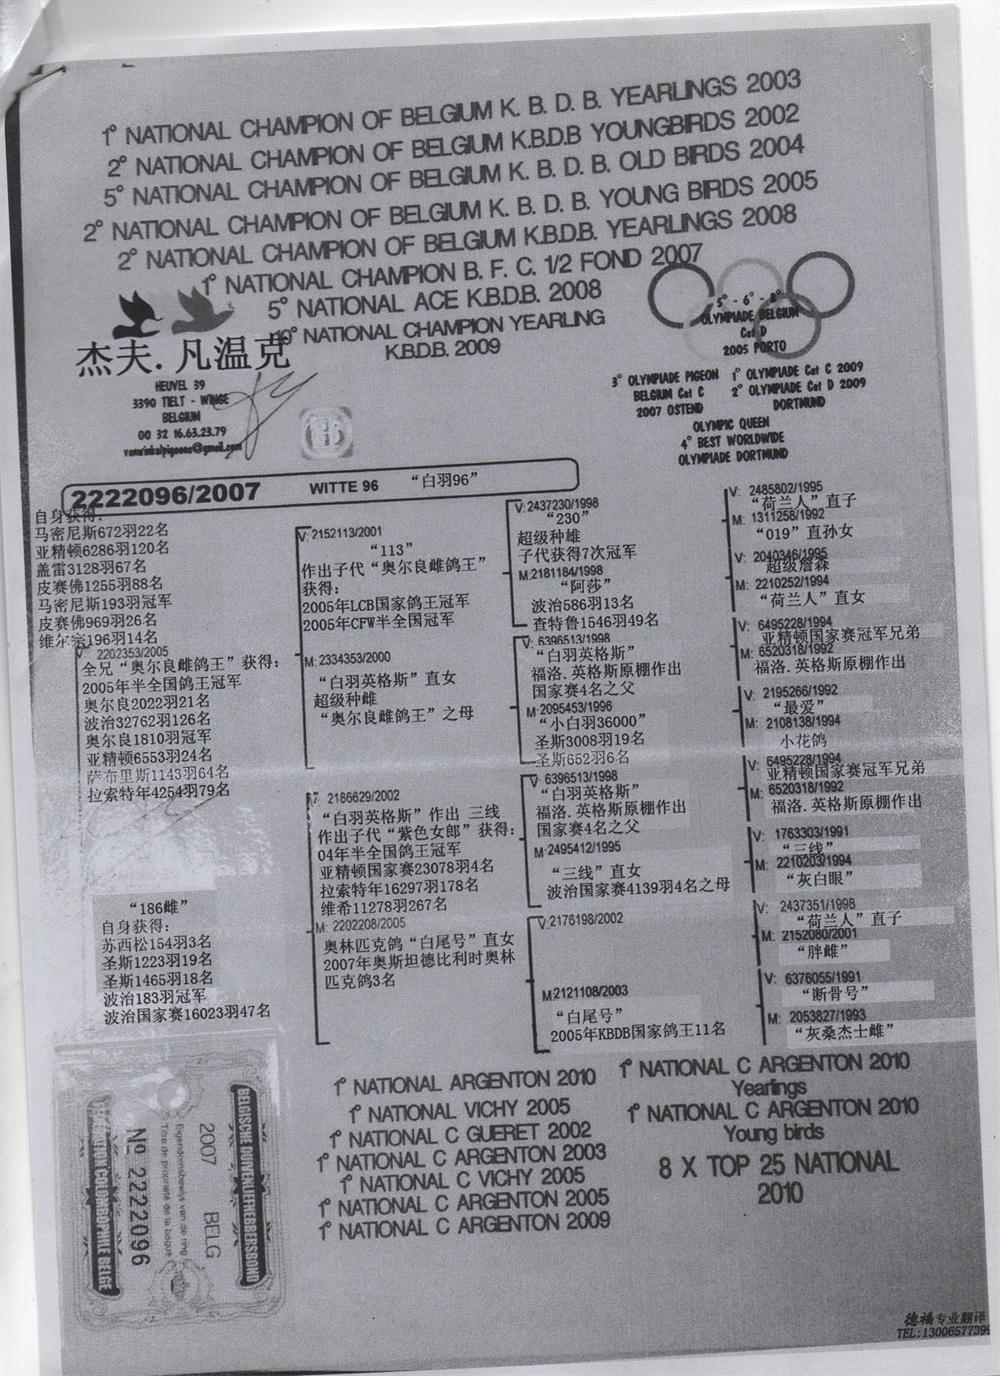 1° NATIONAL CHAMPION OF BELGIUM K. B. D. B. YEARLINGS 2003
2° NATIONAL CHAMPION OF BELGIUM K.B.D.B YOUNGBIRDS 2002
5° NATIONAL CHAMPION OF BELGIUM K. B. D. B. OLD BIRDS 2004
2° NATIONAL CHAMPION OF BELGIUM K. B. D. B. YOUNG BIRDS 2005
2° NATIONAL CHAMPION OF BELGIUM K.B.D.B. YEARLINGS 2008
1° NATIONAL CHAMPION B. F. C. 1/2 FOND 2007
5° NATIONAL ACE K.B.D.B. 2008
10° NATIONAL CHAMPION YEARLING
K.B.D.B. 2009
杰夫.凡温克
HEUVEL 39
3390 TIELT - WINGE
BELGIUM
00 32 16.63.23.79
vanwinkelpigeons@gmail.com
5° - 6° - 8°
OLYMPIADE BELGIUM
Cat D
2005 PORTO
3° OLYMPIADE PIGEON
BELGIUM Cat C
2007 OSTEND
1° OLYMPIADE Cat C 2009
2° OLYMPIADE Cat D 2009
DORTMUND
OLYMPIC QUEEN
4° BEST WORLDWIDE
OLYMPIADE DORTMUND
2222096/2007 WITTE 96 “白羽96”
自身获得:
马密尼斯672羽22名
亚精顿6286羽120名
盖雷3128羽67名
皮赛佛1255羽88名
马密尼斯193羽冠军
皮赛佛969羽26名
维尔宗196羽14名
V: 2202353/2005
全兄“奥尔良雌鸽王”获得:
2005年半全国鸽王冠军
奥尔良2022羽21名
波治32762羽126名
奥尔良1810羽冠军
亚精顿6553羽24名
萨布里斯1143羽64名
拉索特年4254羽79名
“186雌”
自身获得:
苏西松154羽3名
圣斯1223羽19名
圣斯1465羽18名
波治183羽冠军
波治国家赛16023羽47名
V: 2152113/2001
“113”
作出子代“奥尔良雌鸽王”
获得:
2005年LCB国家鸽王冠军
2005年CFW半全国冠军
M: 2334353/2000
“白羽英格斯”直女
超级种雌
“奥尔良雌鸽王”之母
V 2186629/2002
“白羽英格斯”作出 三线
作出子代“紫色女郎”获得:
04年半全国鸽王冠军
亚精顿国家赛23078羽4名
拉索特年16297羽178名
维希11278羽267名
M: 2202208/2005
奥林匹克鸽“白尾号”直女
2007年奥斯坦德比利时奥林
匹克鸽3名
V: 2437230/1998
“230”
超级种雄
子代获得7次冠军
M:2181184/1998
“阿莎”
波治586羽13名
查特鲁1546羽49名
V: 6396513/1998
“白羽英格斯”
福洛.英格斯原棚作出
国家赛4名之父
M:2095453/1996
“小白羽36000”
圣斯3008羽19名
圣斯652羽6名
V: 6396513/1998
“白羽英格斯”
福洛.英格斯原棚作出
国家赛4名之父
M:2495412/1995
“三线”直女
波治国家赛4139羽4名之母
V:2176198/2002
M:2121108/2003
“白尾号”
2005年KBDB国家鸽王11名
V: 2485802/1995
“荷兰人”直子
M: 1311258/1992
“019”直孙女
V: 2040346/1995
超级詹森
M: 2210252/1994
“荷兰人”直女
V: 6495228/1994
亚精顿国家赛冠军兄弟
M: 6520318/1992
福洛.英格斯原棚作出
V: 2195266/1992
“最爱”
M: 2108138/1994
小花鸽
V: 6495228/1994
亚精顿国家赛冠军兄弟
M: 6520318/1992
福洛.英格斯原棚作出
V: 1763303/1991
“三线”
M: 2210203/1994
“灰白眼”
V: 2437351/1998
“荷兰人”直子
M: 2152080/2001
“胖雌”
V: 6376055/1991
“断骨号”
M: 2053827/1993
“灰桑杰士雌”
1° NATIONAL ARGENTON 2010
1° NATIONAL VICHY 2005
1° NATIONAL C GUERET 2002
1° NATIONAL C ARGENTON 2003
1° NATIONAL C VICHY 2005
1° NATIONAL C ARGENTON 2005
1° NATIONAL C ARGENTON 2009
1° NATIONAL C ARGENTON 2010
Yearlings
1° NATIONAL C ARGENTON 2010
Young birds
8 X TOP 25 NATIONAL
2010
BELGISCHE DUIVENLIEFHEBBERSBOND
2007 BELG
Eigendomsbewijs van de ring
Titre de propriété de la bague
No 2222096
COLOMBOPHILE BELGE
德福专业翻译
TEL:1300657739